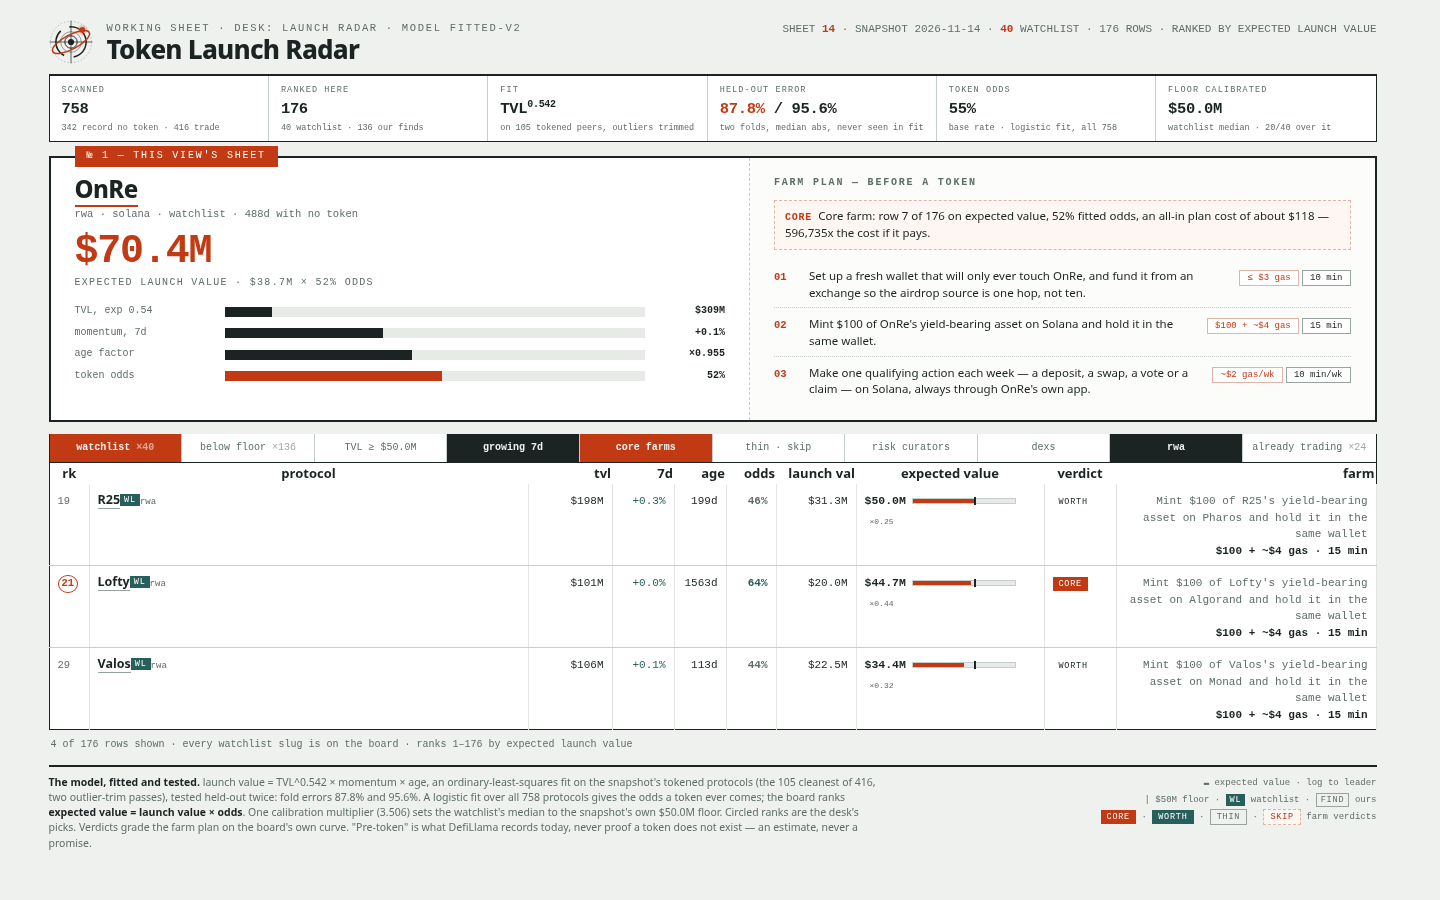 WORKING SHEET · DESK: LAUNCH RADAR · MODEL FITTED-V2
Token Launch Radar
SHEET 14 · SNAPSHOT 2026-11-14 · 40 WATCHLIST · 176 ROWS · RANKED BY EXPECTED LAUNCH VALUE
SCANNED
758
342 record no token · 416 trade
RANKED HERE
176
40 watchlist · 136 our finds
FIT
TVL0.542
on 105 tokened peers, outliers trimmed
HELD-OUT ERROR
87.8% / 95.6%
two folds, median abs, never seen in fit
TOKEN ODDS
55%
base rate · logistic fit, all 758
FLOOR CALIBRATED
$50.0M
watchlist median · 20/40 over it
№ 1 — THIS VIEW'S SHEET
OnRe
rwa · solana · watchlist · 488d with no token
$70.4M
EXPECTED LAUNCH VALUE · $38.7M × 52% ODDS
TVL, exp 0.54 $309M
momentum, 7d +0.1%
age factor ×0.955
token odds 52%
FARM PLAN — BEFORE A TOKEN
CORE Core farm: row 7 of 176 on expected value, 52% fitted odds, an all-in plan cost of about $118 —
596,735x the cost if it pays.
01 Set up a fresh wallet that will only ever touch OnRe, and fund it from an ≤ $3 gas 10 min
exchange so the airdrop source is one hop, not ten.
02 Mint $100 of OnRe's yield-bearing asset on Solana and hold it in the $100 + ~$4 gas 15 min
same wallet.
03 Make one qualifying action each week — a deposit, a swap, a vote or a ~$2 gas/wk 10 min/wk
claim — on Solana, always through OnRe's own app.
watchlist ×40 below floor ×136 TVL ≥ $50.0M growing 7d core farms thin · skip risk curators dexs rwa already trading ×24
rk protocol tvl 7d age odds launch val expected value verdict farm
19 R25 WL rwa $198M +0.3% 199d 46% $31.3M $50.0M WORTH Mint $100 of R25's yield-bearing
×0.25 asset on Pharos and hold it in the
same wallet
$100 + ~$4 gas · 15 min
21 Lofty WL rwa $101M +0.0% 1563d 64% $20.0M $44.7M CORE Mint $100 of Lofty's yield-bearing
×0.44 asset on Algorand and hold it in the
same wallet
$100 + ~$4 gas · 15 min
29 Valos WL rwa $106M +0.1% 113d 44% $22.5M $34.4M WORTH Mint $100 of Valos's yield-bearing
×0.32 asset on Monad and hold it in the
same wallet
$100 + ~$4 gas · 15 min
4 of 176 rows shown · every watchlist slug is on the board · ranks 1–176 by expected launch value
The model, fitted and tested. launch value = TVL^0.542 × momentum × age, an ordinary-least-squares fit on the snapshot's tokened protocols (the 105 cleanest of 416,
two outlier-trim passes), tested held-out twice: fold errors 87.8% and 95.6%. A logistic fit over all 758 protocols gives the odds a token ever comes; the board ranks
expected value = launch value × odds. One calibration multiplier (3.506) sets the watchlist's median to the snapshot's own $50.0M floor. Circled ranks are the desk's
picks. Verdicts grade the farm plan on the board's own curve. "Pre-token" is what DefiLlama records today, never proof a token does not exist — an estimate, never a
promise.
expected value · log to leader
| $50M floor · WL watchlist · FIND ours
CORE · WORTH · THIN · SKIP farm verdicts